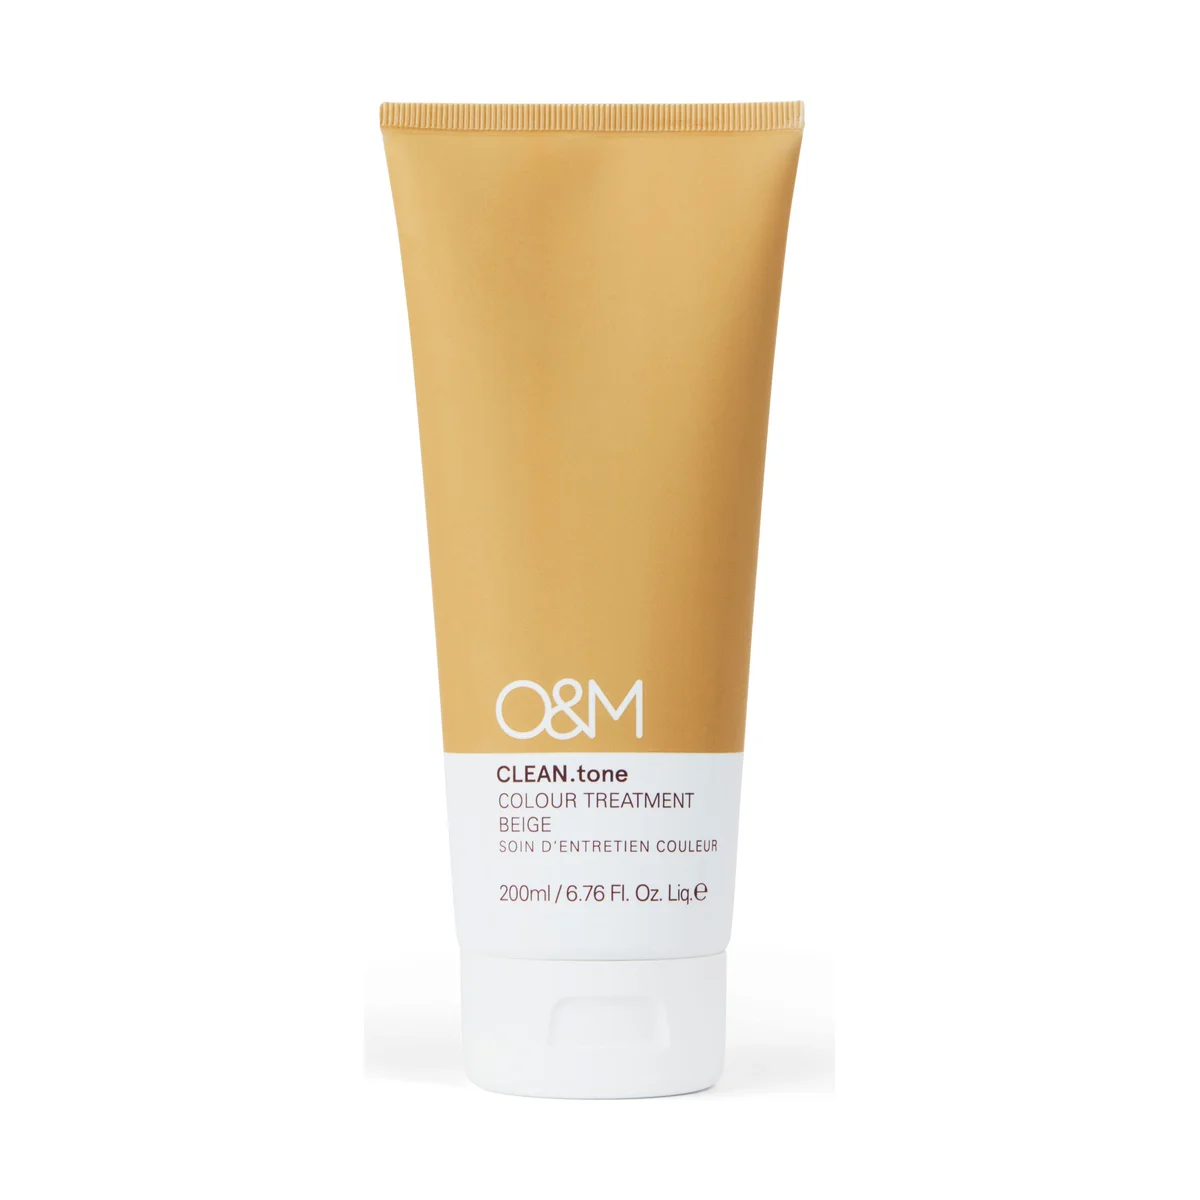 O&M
CLEAN.tone
COLOUR TREATMENT
BEIGE
SOIN D'ENTRETIEN COULEUR
200ml / 6.76 Fl. Oz. Liq.℮